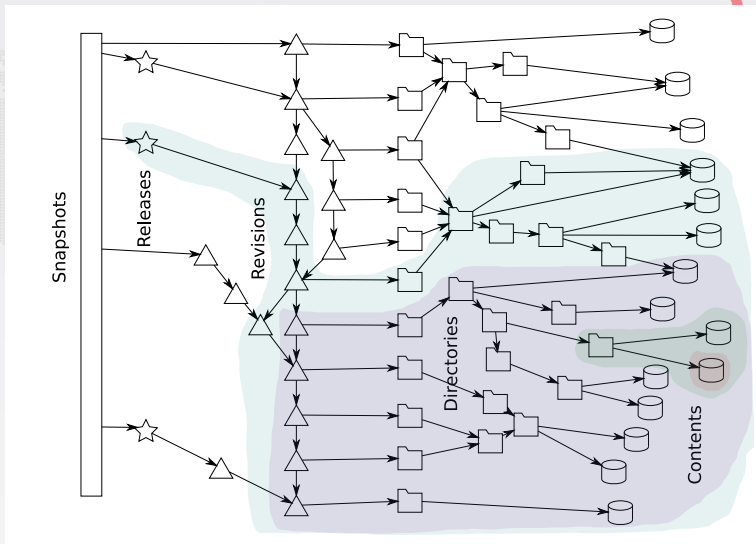 Snapshots
Releases
Revisions
Directories
Contents